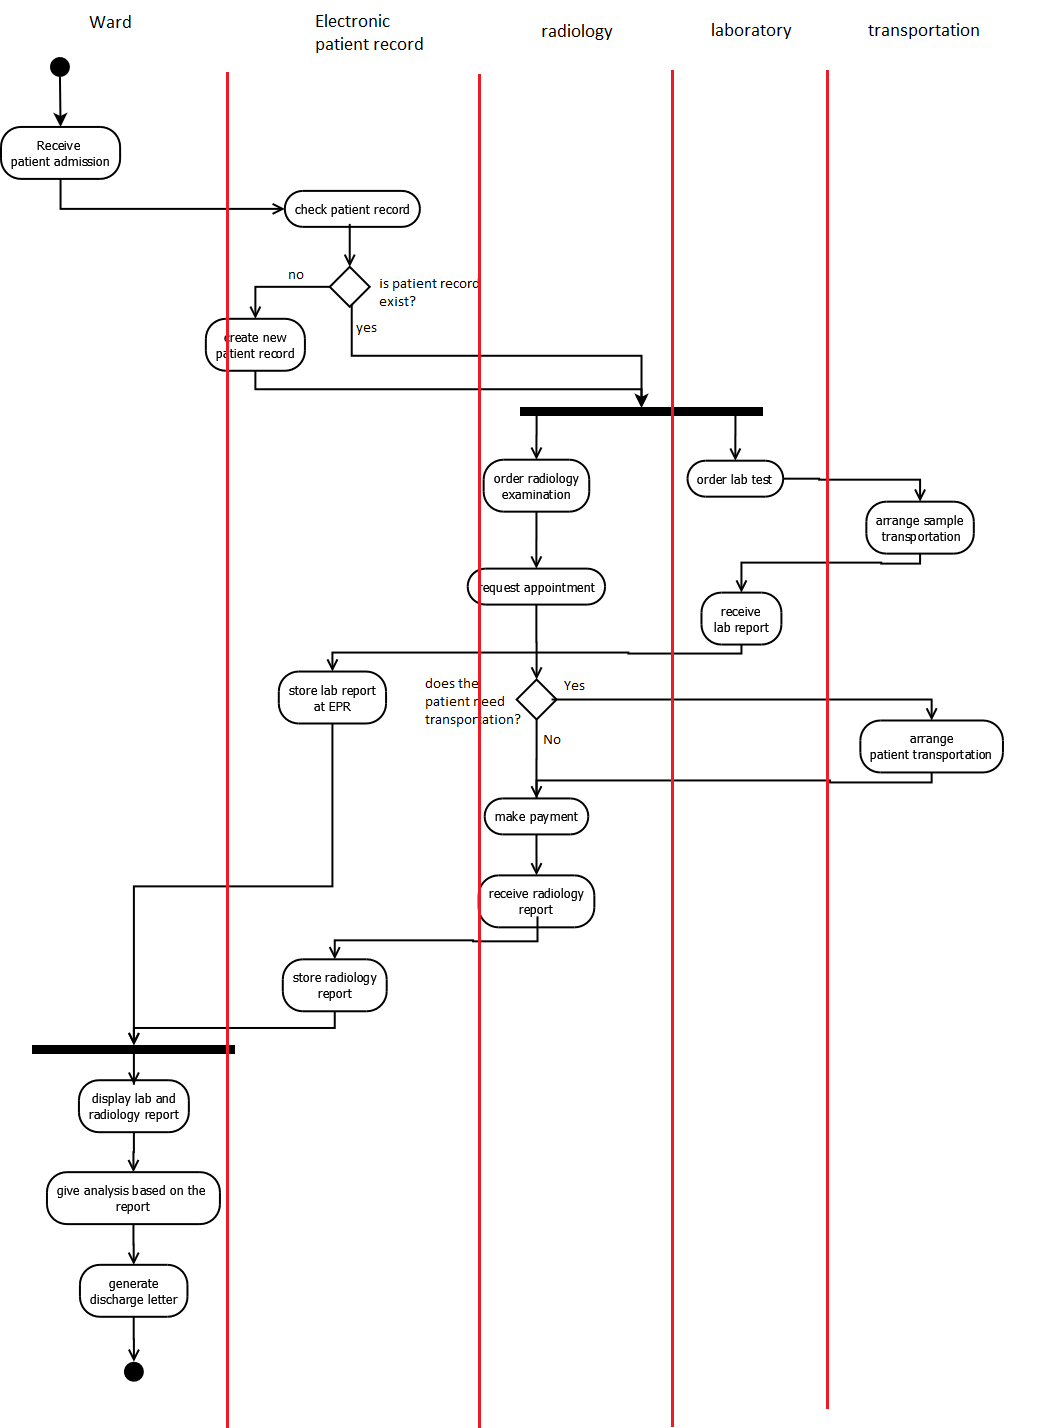 Ward
Electronic
patient record
radiology
laboratory
transportation
Receive
patient admission
check patient record
no
is patient record
exist?
yes
create new
patient record
order radiology
examination
order lab test
arrange sample
transportation
request appointment
receive
lab report
store lab report
at EPR
does the
patient need
transportation?
Yes
No
arrange
patient transportation
make payment
receive radiology
report
store radiology
report
display lab and
radiology report
give analysis based on the
report
generate
discharge letter